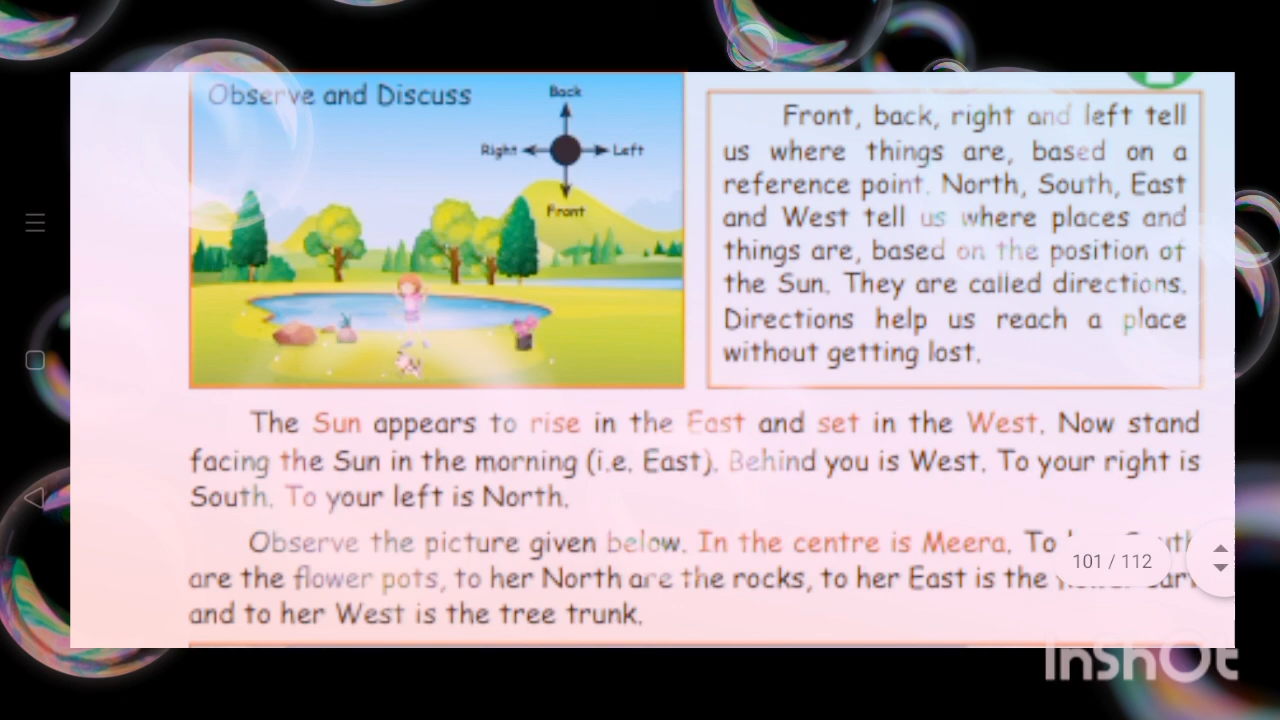 Observe and Discuss
Back
Right
Left
Front
Front, back, right and left tell
us where things are, based on a
reference point. North, South, East
and West tell us where places and
things are, based on the position of
the Sun. They are called directions.
Directions help us reach a place
without getting lost.
The Sun appears to rise in the East and set in the West. Now stand
facing the Sun in the morning (i.e. East). Behind you is West. To your right is
South. To your left is North.
Observe the picture given below. In the centre is Meera. To
are the flower pots, to her North are the rocks, to her East is the
and to her West is the tree trunk.
101 / 112
InShOt